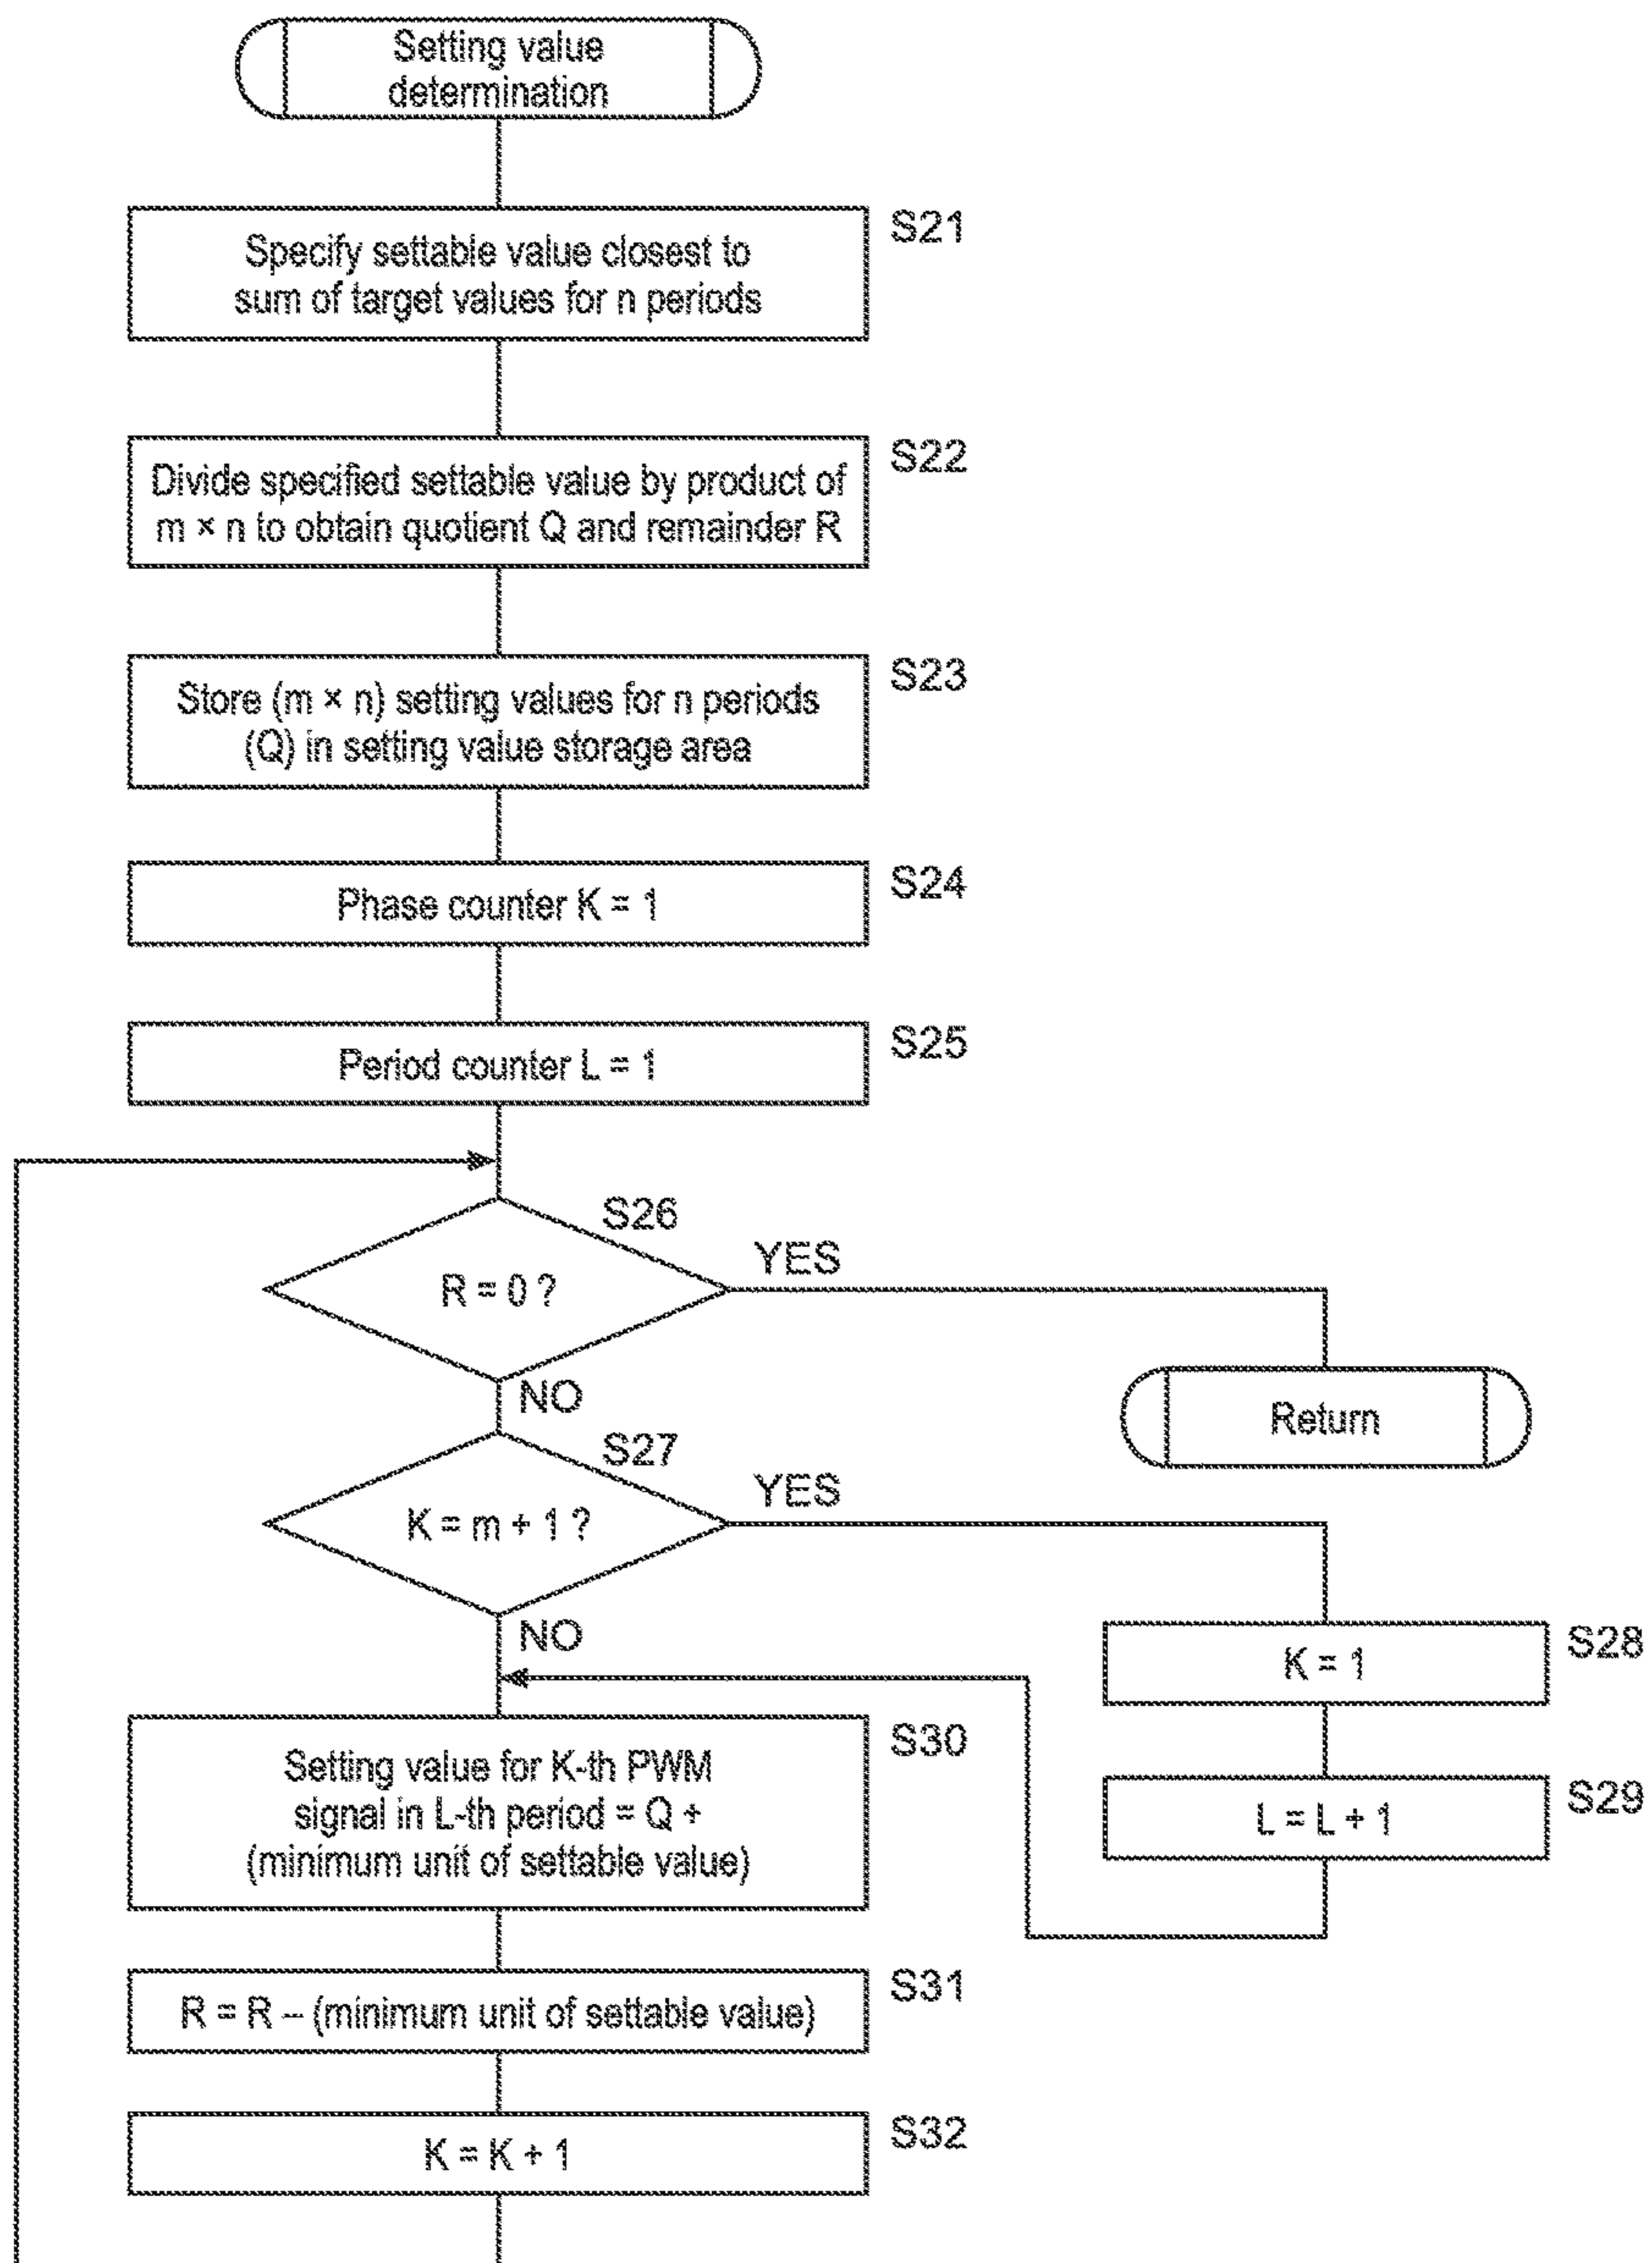 Setting value
determination
S21
Specify settable value closest to
sum of target values for n periods
S22
Divide specified settable value by product of
m × n to obtain quotient Q and remainder R
S23
Store (m × n) setting values for n periods
(Q) in setting value storage area
S24
Phase counter K = 1
S25
Period counter L = 1
S26
R = 0 ?
YES
NO
Return
S27
K = m + 1 ?
YES
NO
S28
K = 1
S29
L = L + 1
S30
Setting value for K-th PWM
signal in L-th period = Q +
(minimum unit of settable value)
S31
R = R – (minimum unit of settable value)
S32
K = K + 1